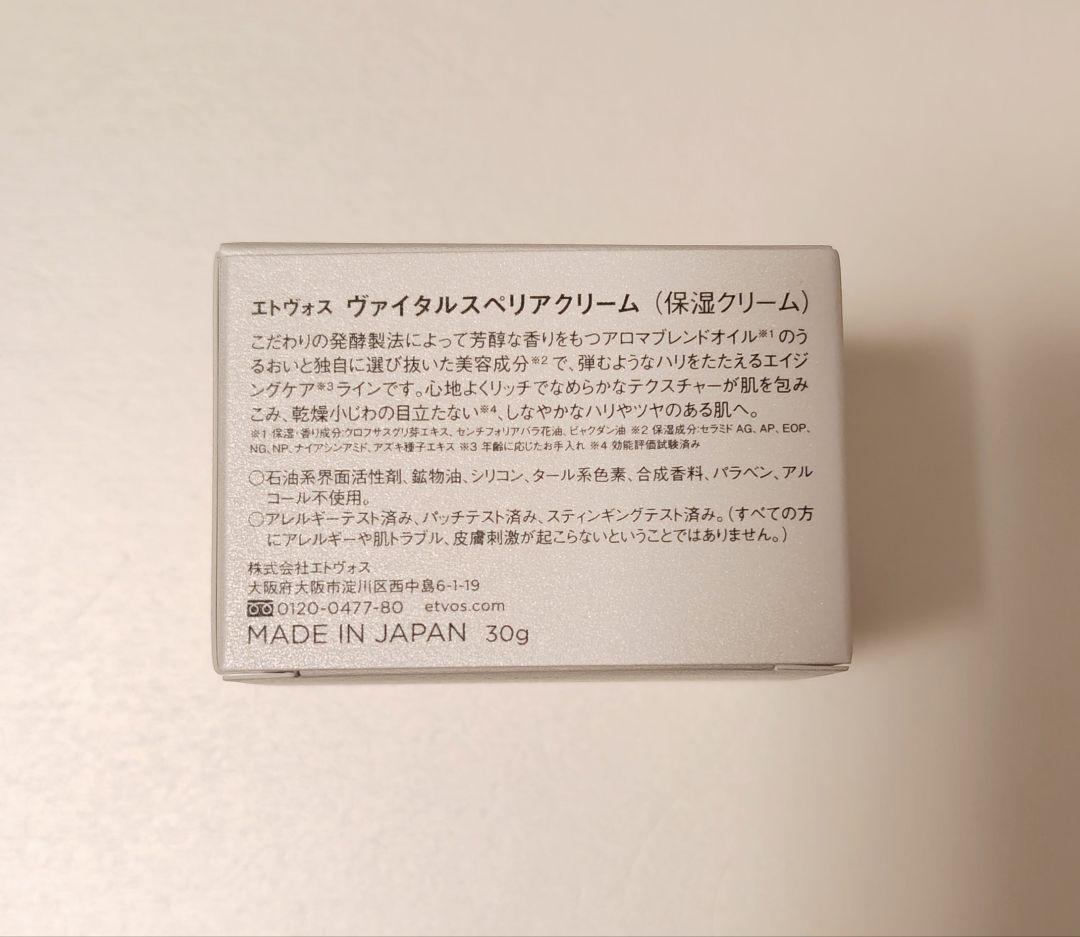 エトヴォス ヴァイタルスペリアクリーム（保湿クリーム）
こだわりの発酵製法によって芳醇な香りをもつアロマブレンドオイル※1のう
るおいと独自に選び抜いた美容成分※2で、弾むようなハリをたたえるエイジ
ングケア※3ラインです。心地よくリッチでなめらかなテクスチャーが肌を包み
こみ、乾燥小じわの目立たない※4、しなやかなハリやツヤのある肌へ。
※1 保湿・香り成分:クロフサスグリ芽エキス、センチフォリアバラ花油、ビャクダン油 ※2 保湿成分:セラミド AG、AP、EOP、
NG、NP、ナイアシンアミド、アズキ種子エキス ※3 年齢に応じたお手入れ ※4 効能評価試験済み
○石油系界面活性剤、鉱物油、シリコン、タール系色素、合成香料、パラベン、アル
コール不使用。
○アレルギーテスト済み、パッチテスト済み、スティンギングテスト済み。（すべての方
にアレルギーや肌トラブル、皮膚刺激が起こらないということではありません。）
株式会社エトヴォス
大阪府大阪市淀川区西中島6-1-19
0120-0477-80 etvos.com
MADE IN JAPAN 30g